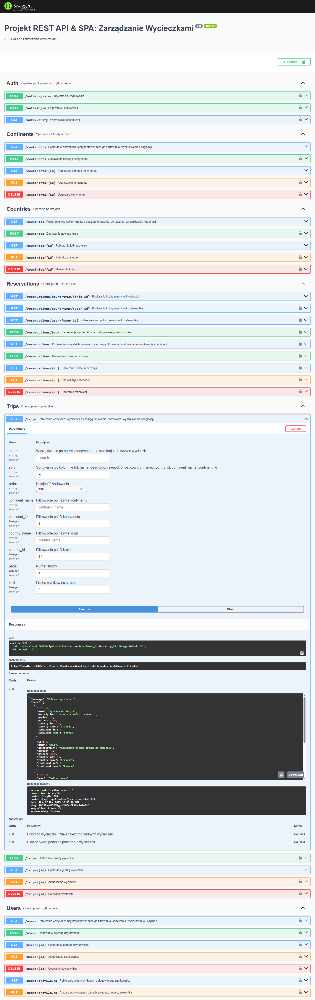 Swagger.
Supported by SMARTBEAR
Projekt REST API & SPA: Zarządzanie Wycieczkami 1.0 OAS 3.0
REST API do zarządzania wycieczkami
Authorize
Auth Rejestracja i logowanie użytkowników
POST /auth/register Rejestracja użytkownika
POST /auth/login Logowanie użytkownika
GET /auth/verify Weryfikacja tokenu JWT
Continents Operacje na kontynentach
GET /continents Pobieranie wszystkich kontynentów z obsługą sortowania, wyszukiwania i paginacji
POST /continents Dodawanie nowego kontynentu
GET /continents/{id} Pobieranie jednego kontynentu
PUT /continents/{id} Aktualizacja kontynentu
DELETE /continents/{id} Usuwanie kontynentu
Countries Operacje na krajach
GET /countries Pobieranie wszystkich krajów z obsługą filtrowania, sortowania, wyszukiwania i paginacji
POST /countries Dodawanie nowego kraju
GET /countries/{id} Pobieranie jednego kraju
PUT /countries/{id} Aktualizacja kraju
DELETE /countries/{id} Usuwanie kraju
Reservations Operacje na rezerwacjach
GET /reservations/count/trip/{trip_id} Pobieranie liczby rezerwacji wycieczki
GET /reservations/count/user/{user_id} Pobieranie liczby rezerwacji użytkownika
GET /reservations/user/{user_id} Pobieranie wszystkich rezerwacji użytkownika
POST /reservations/book Rezerwacja wycieczki przez zalogowanego użytkownika
GET /reservations Pobieranie wszystkich rezerwacji z obsługą filtrowania, sortowania, wyszukiwania i paginacji
POST /reservations Dodawanie nowej rezerwacji
GET /reservations/{id} Pobieranie jednej rezerwacji
PUT /reservations/{id} Aktualizacja rezerwacji
DELETE /reservations/{id} Usuwanie rezerwacji
Trips Operacje na wycieczkach
GET /trips Pobieranie wszystkich wycieczek z obsługą filtrowania, sortowania, wyszukiwania i paginacji
Parameters Cancel
Name Description
search Wyszukiwanie po nazwie kontynentu, nazwie kraju lub nazwie wycieczki
string
(query) search
sort Sortowanie po kolumnie (id, name, description, period, price, country_name, country_id, continent_name, continent_id)
string
(query) id
order Kolejność sortowania
string asc
(query)
continent_name Filtrowanie po nazwie kontynentu
string
(query) continent_name
continent_id Filtrowanie po ID kontynentu
integer
(query) 1
country_name Filtrowanie po nazwie kraju
string
(query) country_name
country_id Filtrowanie po ID kraju
integer
(query) 14
page Numer strony
integer
(query) 1
limit Liczba wyników na stronę
integer
(query) 5
Execute Clear
Responses
Curl
curl -X 'GET' \
'http://localhost:3000/trips?sort=id&order=asc&continent_id=1&country_id=14&page=1&limit=5' \
-H 'accept: */*'
Request URL
http://localhost:3000/trips?sort=id&order=asc&continent_id=1&country_id=14&page=1&limit=5
Server response
Code Details
200
Response body
{
"message": "Pobrano wycieczki.",
"data": [
{
"id": 16,
"name": "Wyprawa do Paryża",
"description": "Miasto miłości i sztuki.",
"period": 5,
"price": 3200,
"country_id": 14,
"country_name": "Francja",
"continent_id": 1,
"continent_name": "Europa"
},
{
"id": 17,
"name": "Luwr",
"description": "Największe muzeum sztuki na świecie.",
"period": 3,
"price": 2000,
"country_id": 14,
"country_name": "Francja",
"continent_id": 1,
"continent_name": "Europa"
},
{
"id": 18,
"name": "Dolina Loary",
Download
Response headers
access-control-allow-origin: *
connection: keep-alive
content-length: 810
content-type: application/json; charset=utf-8
date: Mon,17 Nov 2025 10:36:48 GMT
keep-alive: timeout=5
x-powered-by: Express
Responses
Code Description Links
200 Pobrano wycieczki. / Nie znaleziono żadnych wycieczek. No links
500 Błąd serwera podczas pobierania wycieczek. No links
POST /trips Dodawanie nowej wycieczki
GET /trips/{id} Pobieranie jednej wycieczki
PUT /trips/{id} Aktualizacja wycieczki
DELETE /trips/{id} Usuwanie wycieczki
Users Operacje na użytkownikach
GET /users Pobieranie wszystkich użytkowników z obsługą filtrowania, sortowania, wyszukiwania i paginacji
POST /users Dodawanie nowego użytkownika
GET /users/{id} Pobieranie jednego użytkownika
PUT /users/{id} Aktualizacja użytkownika
DELETE /users/{id} Usuwanie użytkownika
GET /users/profile/me Pobieranie własnych danych zalogowanego użytkownika
PUT /users/profile/me Aktualizacja własnych danych zalogowanego użytkownika